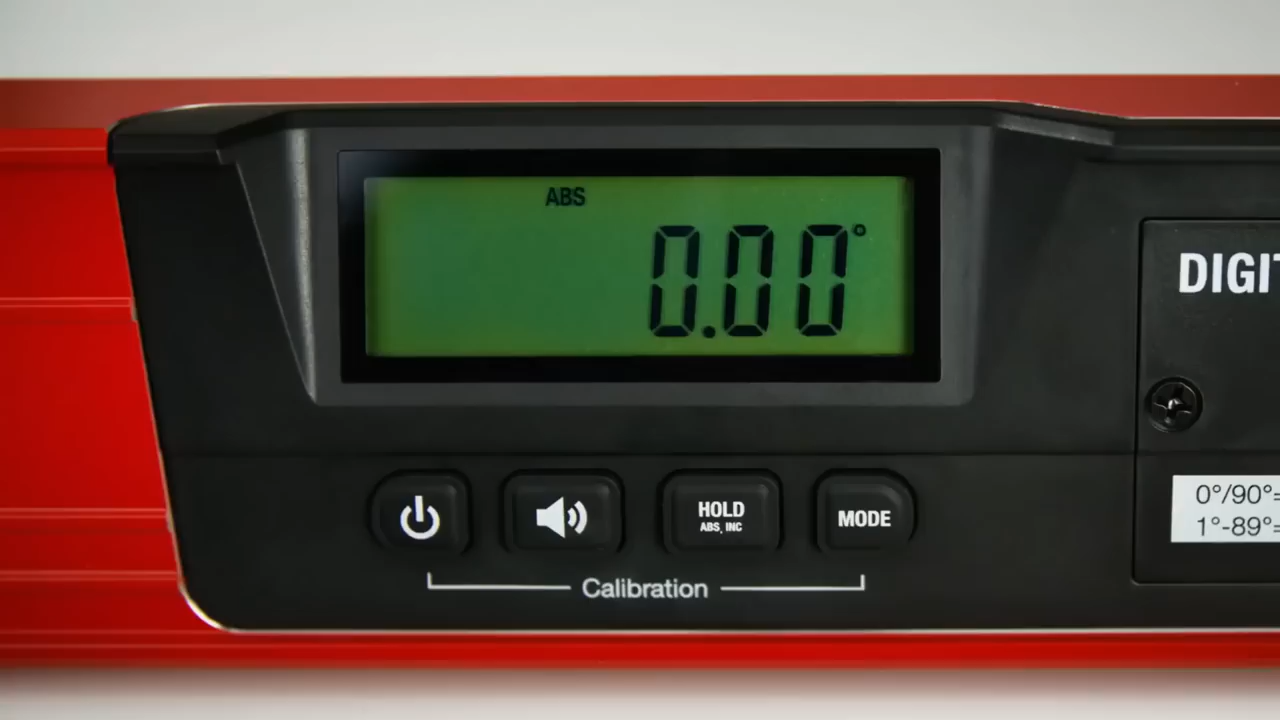 ABS
0.00°
DIGIT
HOLD
ABS, INC
MODE
Calibration
0°/90°=
1°-89°=